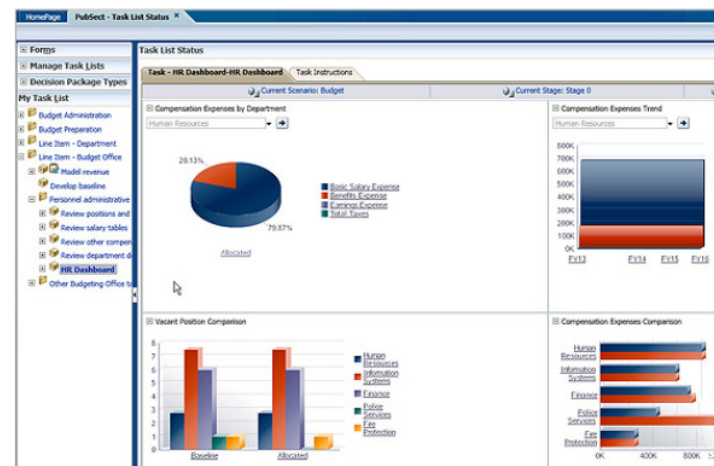 HomePage PubSect - Task List Status ×
Forms
Manage Task Lists
Decision Package Types
My Task List
Budget Administration
Budget Preparation
Line Item - Department
Line Item - Budget Office
Model revenue
Develop baseline
Personnel administrative
Review positions and
Review salary tables
Review other compen
Review department d
HR Dashboard
Other Budgeting Office ta
Task List Status
Task - HR Dashboard-HR Dashboard Task Instructions
Current Scenario: Budget Current Stage: Stage 0
Compensation Expenses by Department
Human Resources
20.13%
79.87%
Basic Salary Expense
Benefits Expense
Earnings Expense
Total Taxes
Allocated
Compensation Expenses Trend
Human Resources
800K
700K
600K
500K
400K
300K
200K
100K
0K
FY13 FY14 FY15 FY16
Vacant Position Comparison
8
7
6
5
4
3
2
1
0
Baseline Allocated
Human
Resources
Information
Systems
Finance
Police
Services
Fire
Protection
Compensation Expenses Comparison
Human
Resources
Information
Systems
Finance
Police
Services
Fire
Protection
0K 400K 800K